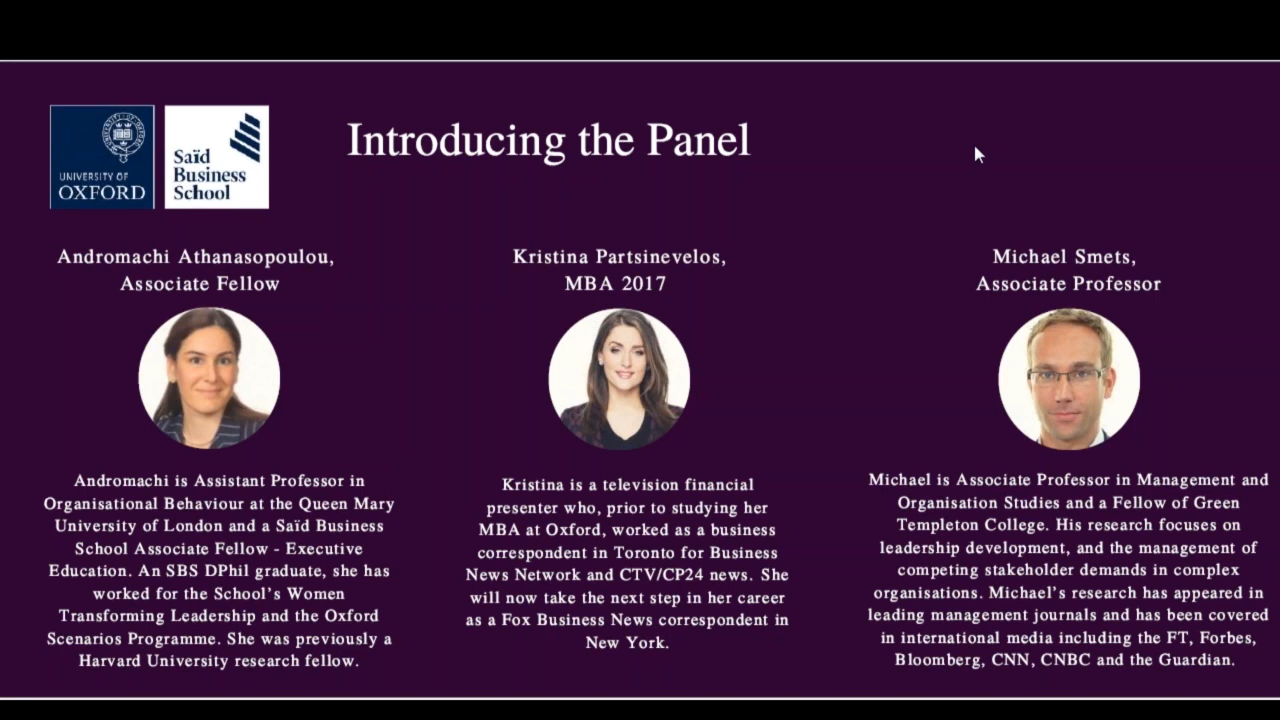 UNIVERSITY OF
OXFORD
Saïd
Business
School
Introducing the Panel
Andromachi Athanasopoulou,
Associate Fellow
Andromachi is Assistant Professor in
Organisational Behaviour at the Queen Mary
University of London and a Saïd Business
School Associate Fellow - Executive
Education. An SBS DPhil graduate, she has
worked for the School's Women
Transforming Leadership and the Oxford
Scenarios Programme. She was previously a
Harvard University research fellow.
Kristina Partsinevelos,
MBA 2017
Kristina is a television financial
presenter who, prior to studying her
MBA at Oxford, worked as a business
correspondent in Toronto for Business
News Network and CTV/CP24 news. She
will now take the next step in her career
as a Fox Business News correspondent in
New York.
Michael Smets,
Associate Professor
Michael is Associate Professor in Management and
Organisation Studies and a Fellow of Green
Templeton College. His research focuses on
leadership development, and the management of
competing stakeholder demands in complex
organisations. Michael's research has appeared in
leading management journals and has been covered
in international media including the FT, Forbes,
Bloomberg, CNN, CNBC and the Guardian.